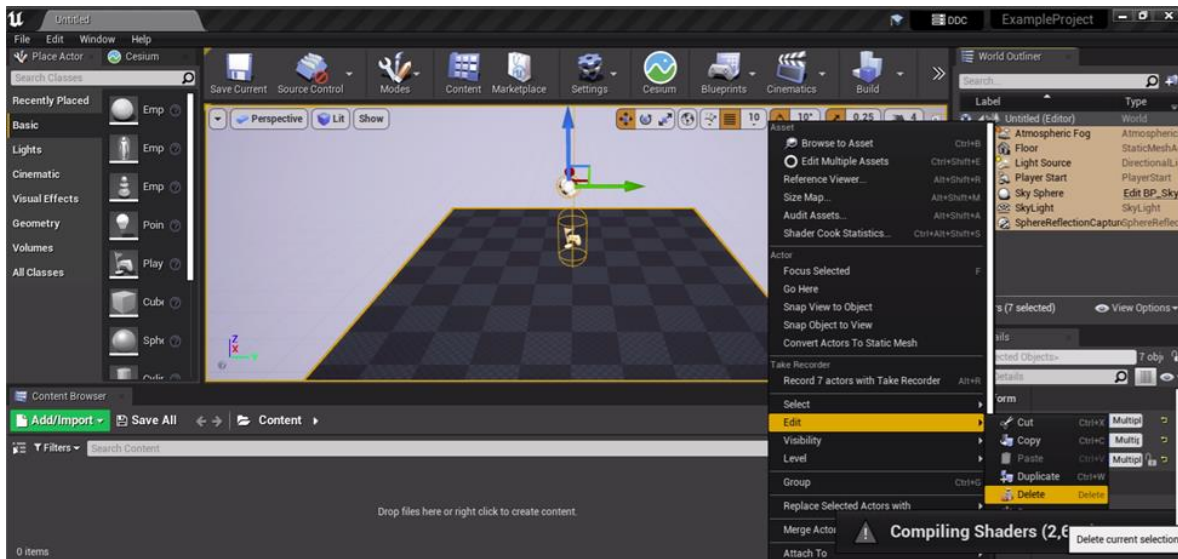 Untitled
DDC
ExampleProject
File Edit Window Help
Place Actor
Cesium
Search Classes
Recently Placed
Basic
Lights
Cinematic
Visual Effects
Geometry
Volumes
All Classes
Emp
Emp
Emp
Poin
Play
Cube
Sphe
Save Current
Source Control
Modes
Content
Marketplace
Settings
Cesium
Blueprints
Cinematics
Build
Perspective
Lit
Show
10
10°
0.25
4
Z
X
Y
Asset
Browse to Asset Ctrl+B
Edit Multiple Assets Ctrl+Shift+E
Reference Viewer... Alt+Shift+R
Size Map... Alt+Shift+M
Audit Assets... Alt+Shift+A
Shader Cook Statistics... Ctrl+Alt+Shift+S
Actor
Focus Selected F
Go Here
Snap View to Object
Snap Object to View
Convert Actors To Static Mesh
Take Recorder
Record 7 actors with Take Recorder Alt+R
Select
Edit
Visibility
Level
Group Ctrl+G
Replace Selected Actors with
Merge Actor
Attach To
Cut Ctrl+X
Copy Ctrl+C
Paste Ctrl+V
Duplicate Ctrl+W
Delete Delete
World Outliner
Search...
Label Type
Untitled (Editor) World
Atmospheric Fog Atmospheric
Floor StaticMeshA
Light Source DirectionalLi
Player Start PlayerStart
Sky Sphere Edit BP_Sky
SkyLight SkyLight
SphereReflectionCaptur SphereReflec
s (7 selected)
View Options
ails
ected Objects>
7 obj
Details
orm
Multipl
Multip
Multipl
Content Browser
Add/Import
Save All
Content
Filters
Search Content
Drop files here or right click to create content.
0 items
Compiling Shaders (2,6
Delete current selection